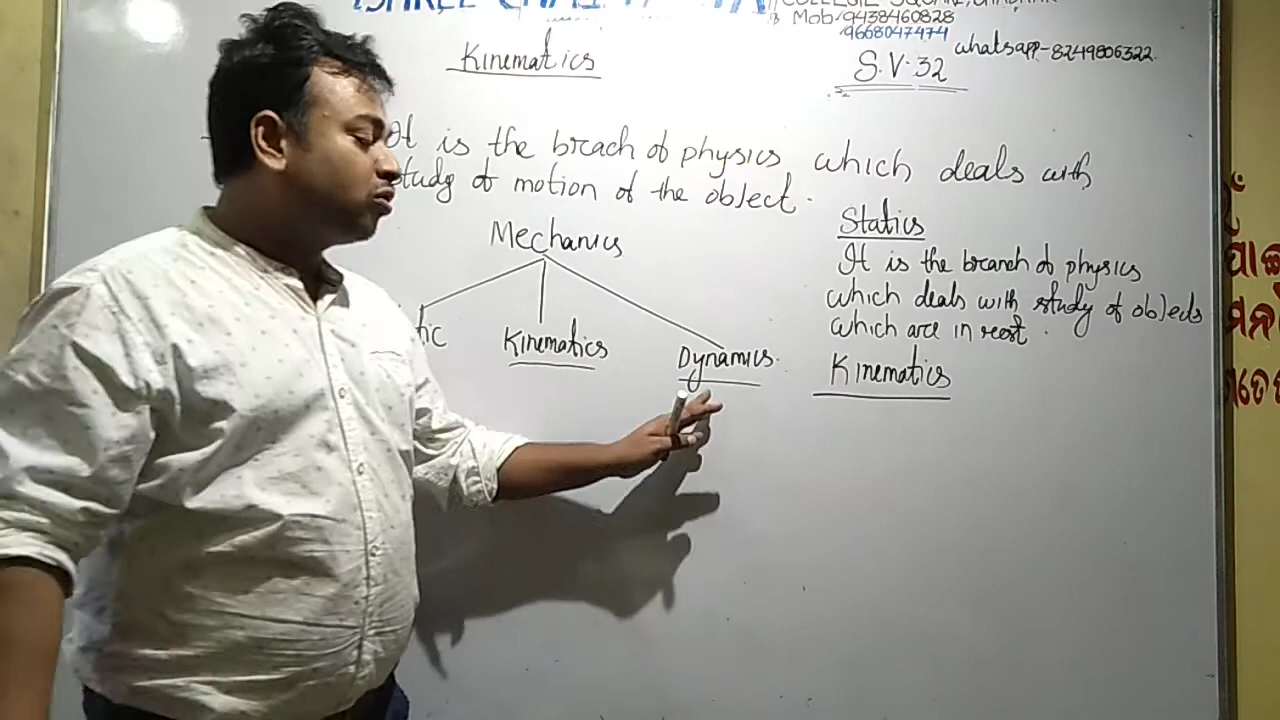 COLLEGE SQUARE,
Mob:9438460828
9668047474
whatsapp-8249806322.
Kinematics
S.V.32
It is the brach of physics which deals with
study of motion of the object.
Mechanics
tic
Kinematics
Dynamics.
Statics
It is the branch of physics
which deals with study of objects
which are in rest.
Kinematics